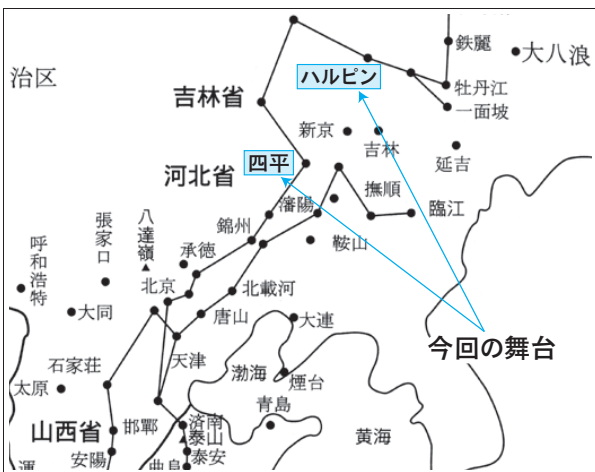 鉄麗
大八浪
治区
ハルピン
牡丹江
吉林省
一面坡
新京
吉林
延吉
四平
河北省
撫順
瀋陽
臨江
八達嶺
張家口
錦州
鞍山
呼和浩特
承徳
北京
北載河
大同
唐山
大連
今回の舞台
石家荘
天津
渤海
太原
煙台
青島
山西省
邯鄲
済南
黄海
泰山
安陽
泰安
運
曲阜